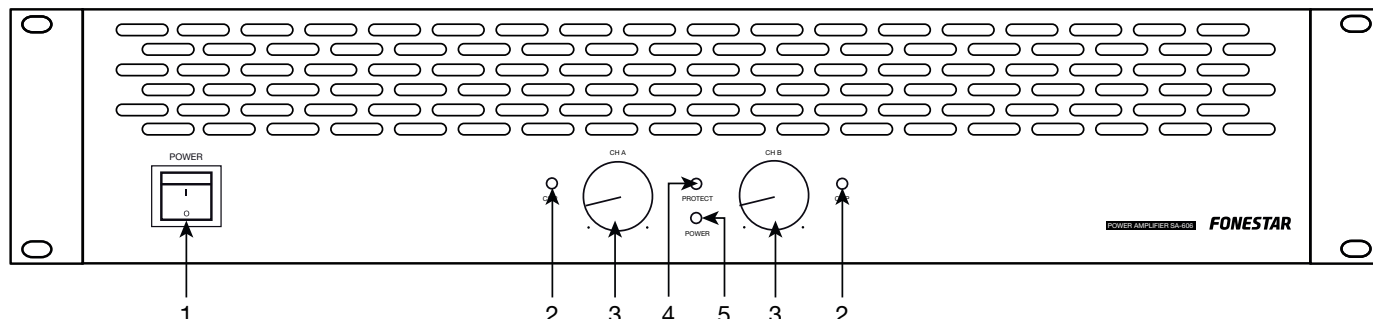 POWER
I
O
CH A
PROTECT
POWER
CH B
POWER AMPLIFIER SA-606 FONESTAR
1 2 3 4 5 3 2